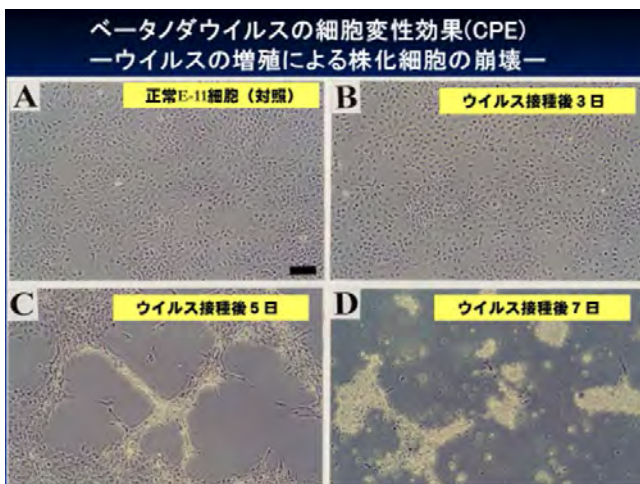 ベータノダウイルスの細胞変性効果(CPE)
ーウイルスの増殖による株化細胞の崩壊ー
A
正常E-11細胞（対照）
B
ウイルス接種後３日
C
ウイルス接種後５日
D
ウイルス接種後７日